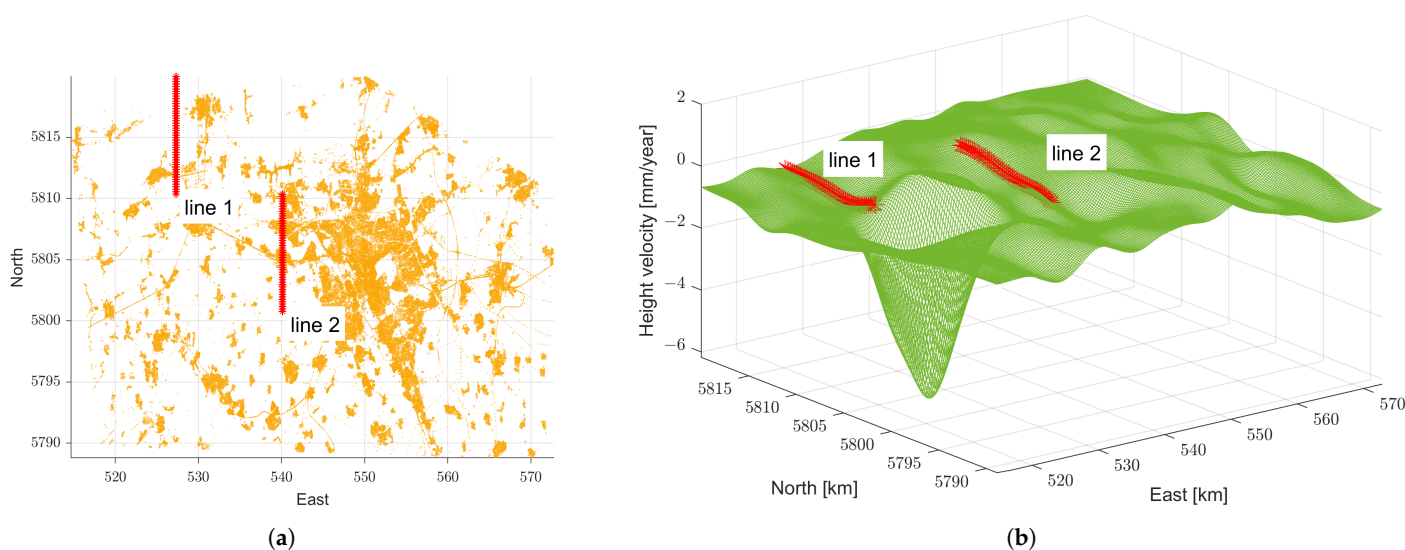 5815
5810
5805
5800
5795
5790
North
520
530
540
550
560
570
East
line 1
line 2
(a)
2
0
−2
−4
−6
Height velocity [mm/year]
line 1
line 2
5815
5810
5805
5800
5795
5790
North [km]
520
530
540
550
560
570
East [km]
(b)